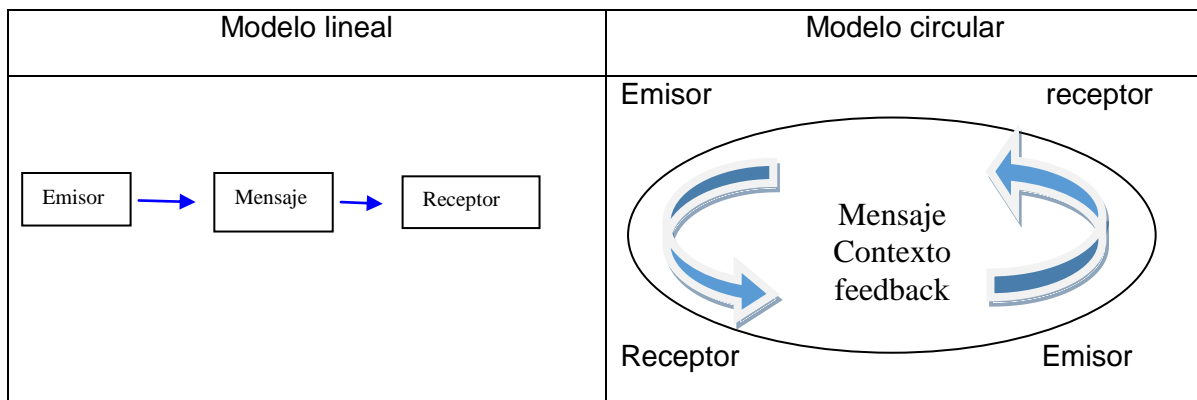 Modelo lineal
Modelo circular
Emisor
Mensaje
Receptor
Emisor
receptor
Mensaje
Contexto
feedback
Receptor
Emisor